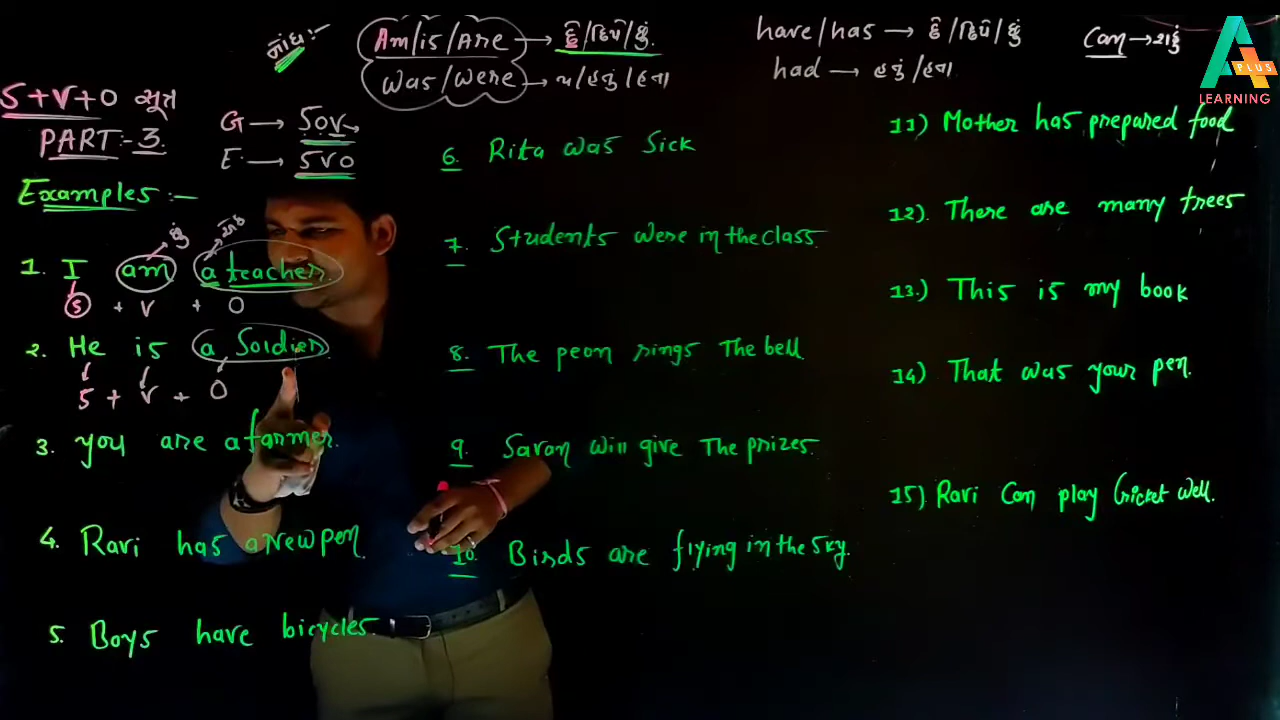 નોંધ :-
Am/is/Are → છે/છીએ/છું.
Was/Were → હતું/હતા
have/has → છે/છીએ/છું
had → હતું/હતા
Can → શકું
A PLUS LEARNING
S+V+O સૂત્ર
PART:-3.
G → SOV
E → SVO
Examples :-
છું
એક
1. I am a teacher
S + V + O
2. He is a Soldier.
S + V + O
3. you are a farmer.
4. Ravi has a New pen.
5. Boys have bicycles.
6. Rita was Sick
7. Students were in the class.
8. The peon rings The bell.
9. Savan will give The prizes.
10. Birds are flying in the Sky.
11) Mother has prepared food
12). There are many trees
13.) This is my book
14) That was your pen.
15) Ravi Can play Cricket well.